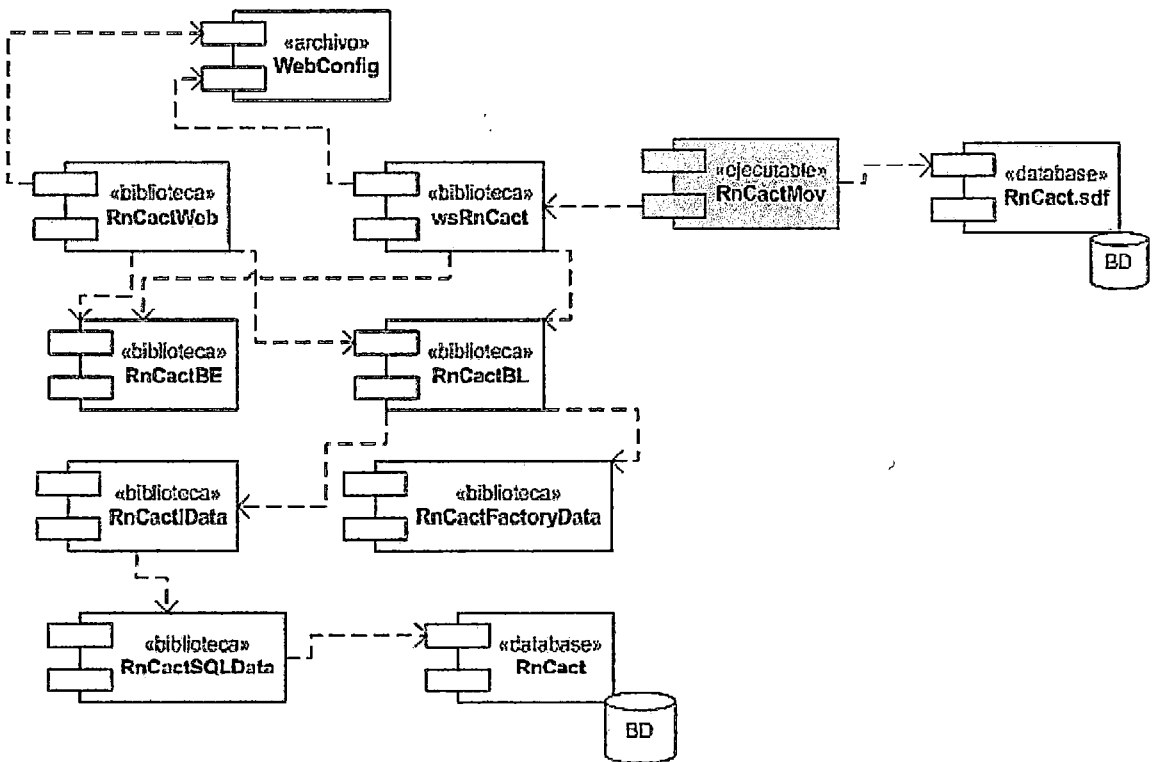 «archivo»
WebConfig
«biblioteca»
RnCactWeb
«biblioteca»
wsRnCact
«ejecutable»
RnCactMov
«database»
RnCact.sdf
BD
«biblioteca»
RnCactBE
«biblioteca»
RnCactBL
«biblioteca»
RnCactIData
«biblioteca»
RnCactFactoryData
«biblioteca»
RnCactSQLData
«database»
RnCact
BD